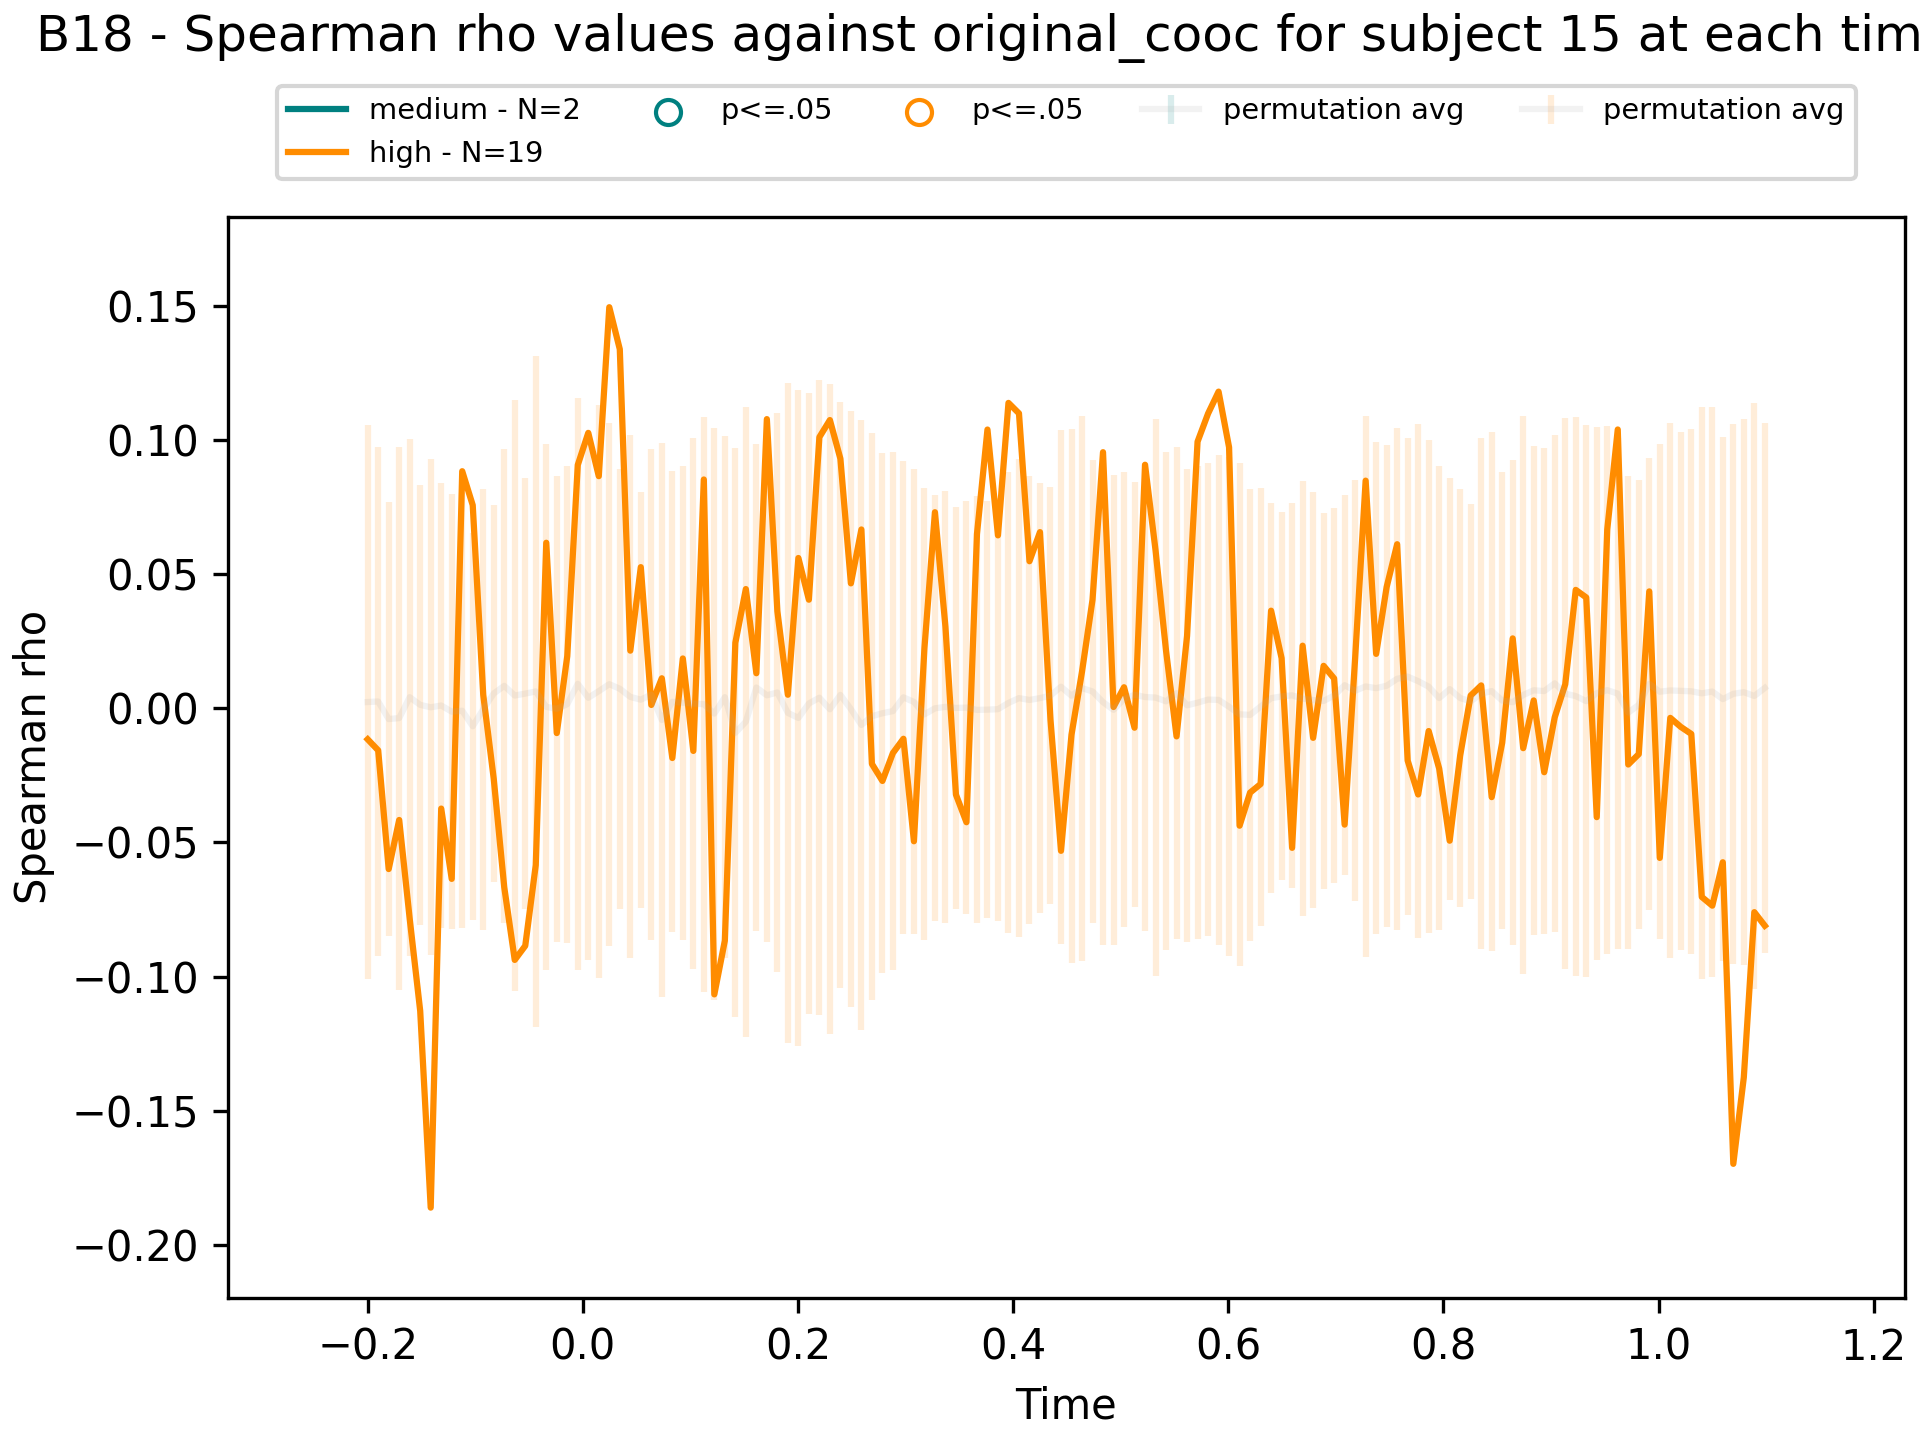 B18 - Spearman rho values against original_cooc for subject 15 at each tim
medium - N=2
high - N=19
p<=.05
p<=.05
permutation avg
permutation avg
Spearman rho
0.15
0.10
0.05
0.00
−0.05
−0.10
−0.15
−0.20
−0.2
0.0
0.2
0.4
0.6
0.8
1.0
1.2
Time